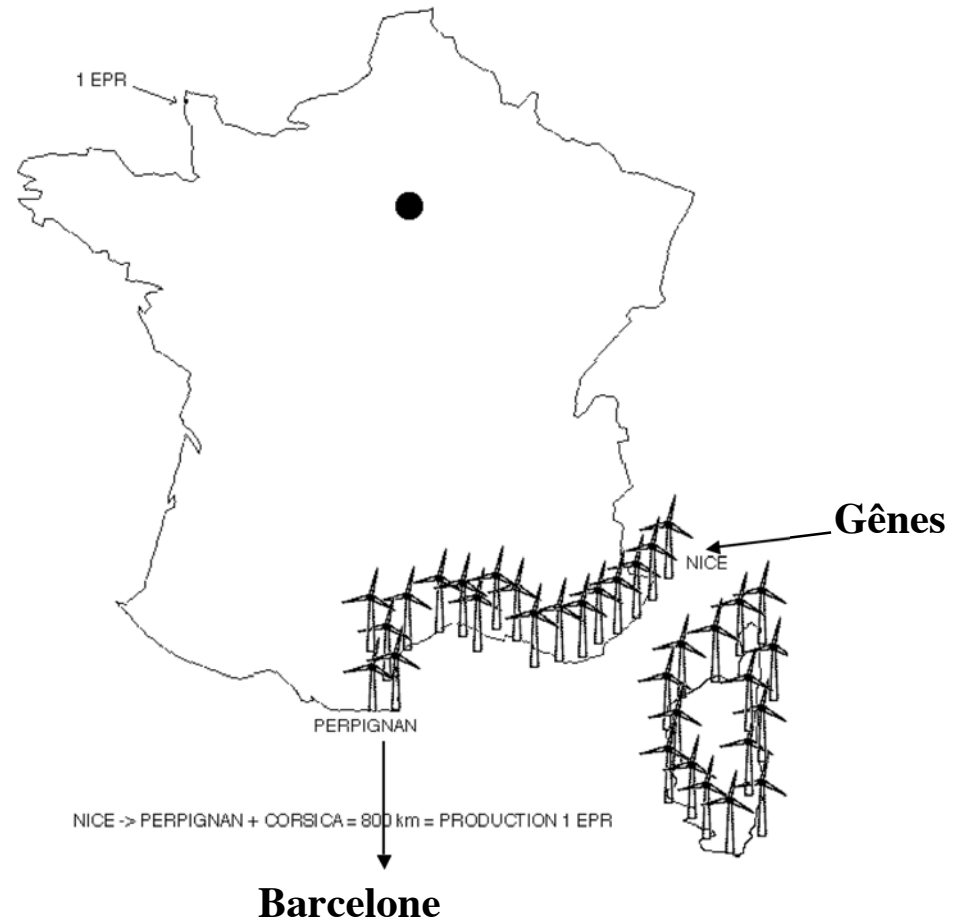 1 EPR
Gênes
NICE
PERPIGNAN
NICE -> PERPIGNAN + CORSICA = 800 km = PRODUCTION 1 EPR
Barcelone